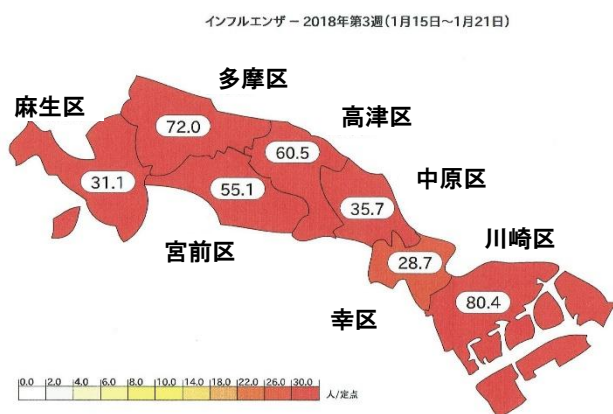 インフルエンザ − 2018年第3週(1月15日～1月21日)
多摩区
麻生区
高津区
72.0
60.5
中原区
31.1
55.1
35.7
川崎区
宮前区
28.7
80.4
幸区
0.0 2.0 4.0 6.0 8.0 10.0 14.0 18.0 22.0 26.0 30.0
人/定点